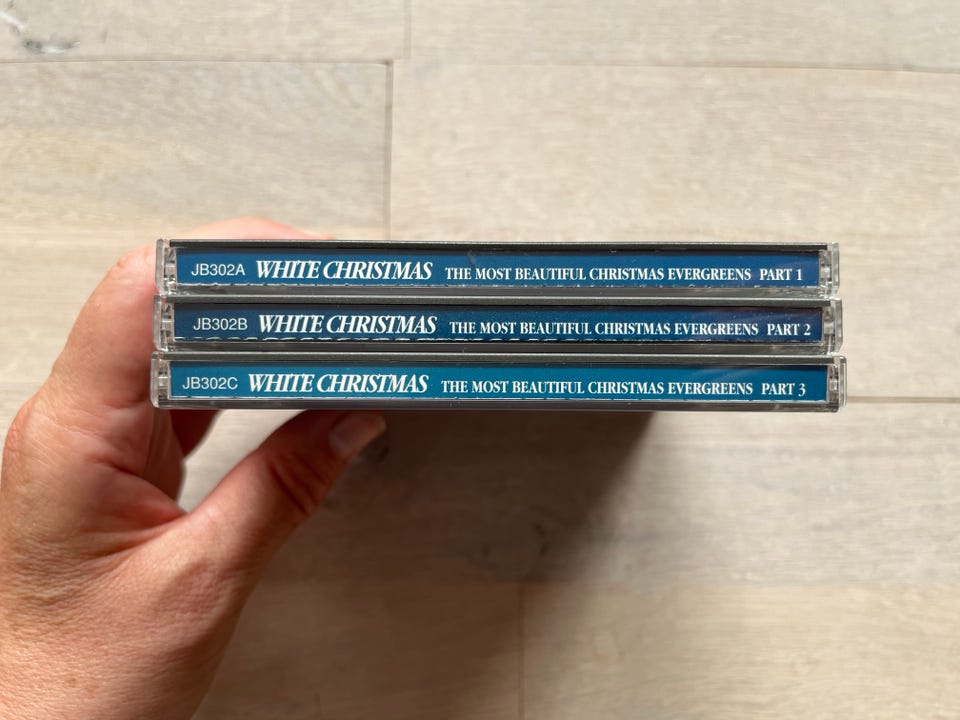 JB302A WHITE CHRISTMAS THE MOST BEAUTIFUL CHRISTMAS EVERGREENS PART 1
JB302B WHITE CHRISTMAS THE MOST BEAUTIFUL CHRISTMAS EVERGREENS PART 2
JB302C WHITE CHRISTMAS THE MOST BEAUTIFUL CHRISTMAS EVERGREENS PART 3